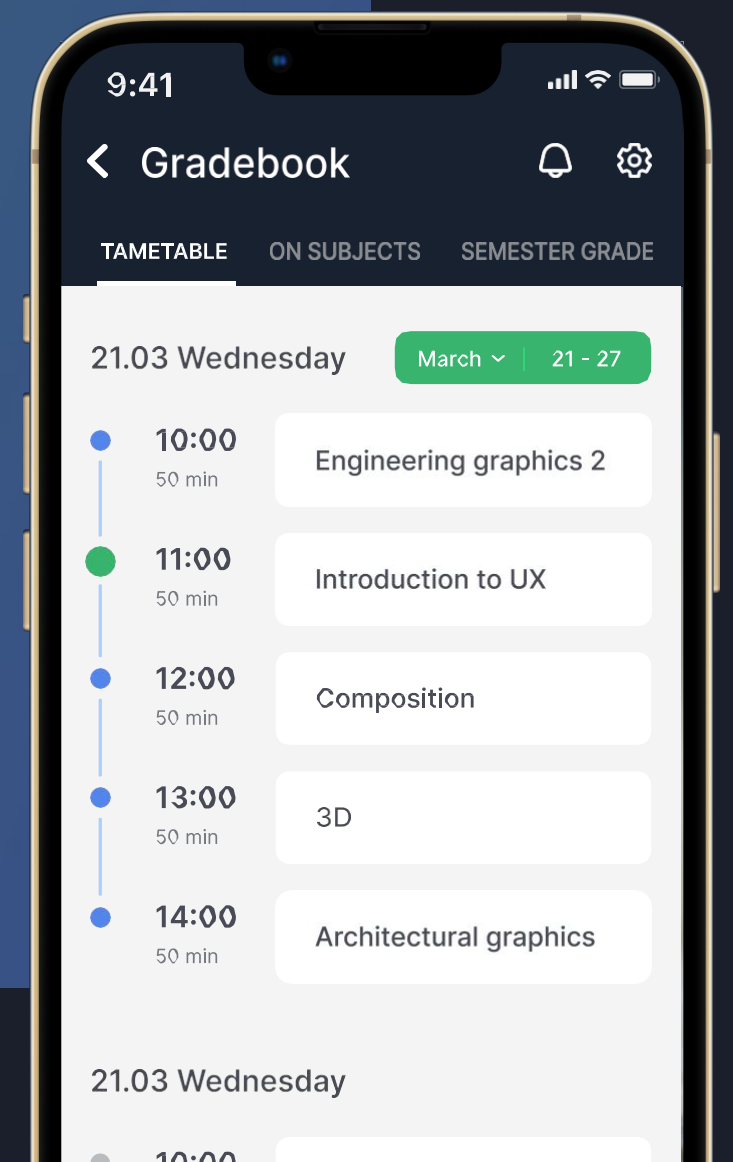 9:41
Gradebook
TAMETABLE ON SUBJECTS SEMESTER GRADE
21.03 Wednesday March 21 - 27
10:00
50 min
Engineering graphics 2
11:00
50 min
Introduction to UX
12:00
50 min
Composition
13:00
50 min
3D
14:00
50 min
Architectural graphics
21.03 Wednesday
10:00